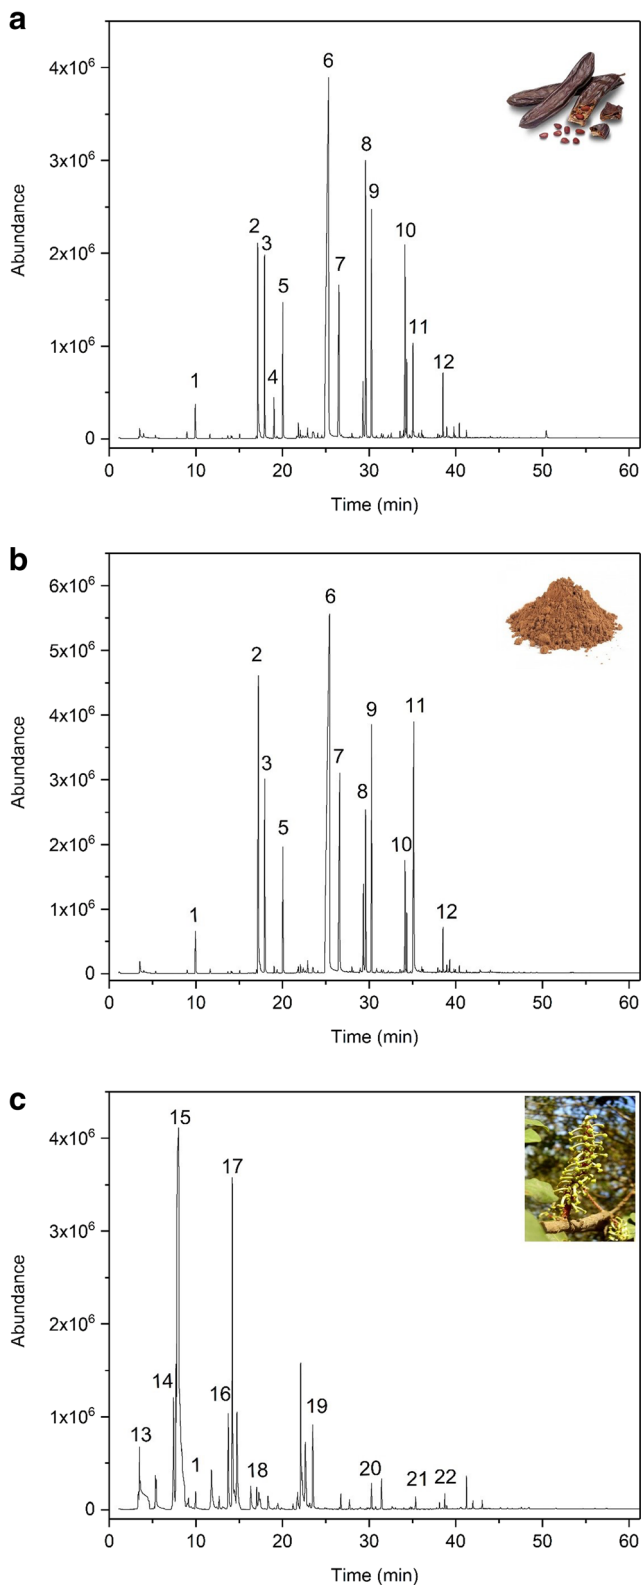 a
4x10⁶
3x10⁶
2x10⁶
1x10⁶
0
Abundance
1
2
3
4
5
6
7
8
9
10
11
12
0 10 20 30 40 50 60
Time (min)
b
6x10⁶
5x10⁶
4x10⁶
3x10⁶
2x10⁶
1x10⁶
0
Abundance
1
2
3
5
6
7
8
9
10
11
12
0 10 20 30 40 50 60
Time (min)
c
4x10⁶
3x10⁶
2x10⁶
1x10⁶
0
Abundance
13
14
15
1
16
17
18
19
20
21
22
0 10 20 30 40 50 60
Time (min)